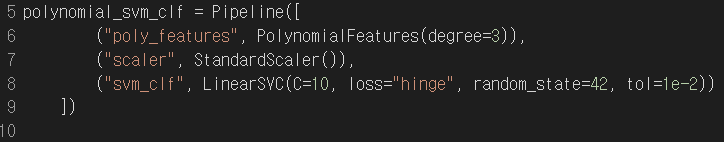 5 polynomial_svm_clf = Pipeline([
6         ("poly_features", PolynomialFeatures(degree=3)),
7         ("scaler", StandardScaler()),
8         ("svm_clf", LinearSVC(C=10, loss="hinge", random_state=42, tol=1e-2))
9     ])
10